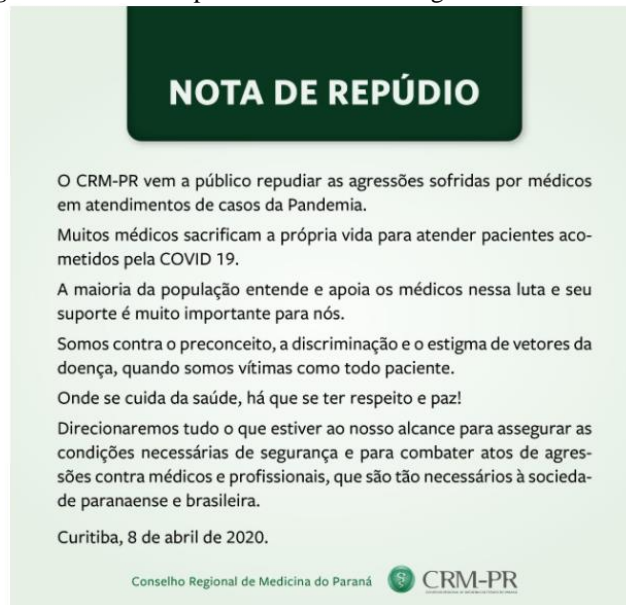 NOTA DE REPÚDIO
O CRM-PR vem a público repudiar as agressões sofridas por médicos
em atendimentos de casos da Pandemia.
Muitos médicos sacrificam a própria vida para atender pacientes aco-
metidos pela COVID 19.
A maioria da população entende e apoia os médicos nessa luta e seu
suporte é muito importante para nós.
Somos contra o preconceito, a discriminação e o estigma de vetores da
doença, quando somos vítimas como todo paciente.
Onde se cuida da saúde, há que se ter respeito e paz!
Direcionaremos tudo o que estiver ao nosso alcance para assegurar as
condições necessárias de segurança e para combater atos de agres-
sões contra médicos e profissionais, que são tão necessários à socieda-
de paranaense e brasileira.
Curitiba, 8 de abril de 2020.
Conselho Regional de Medicina do Paraná CRM-PR